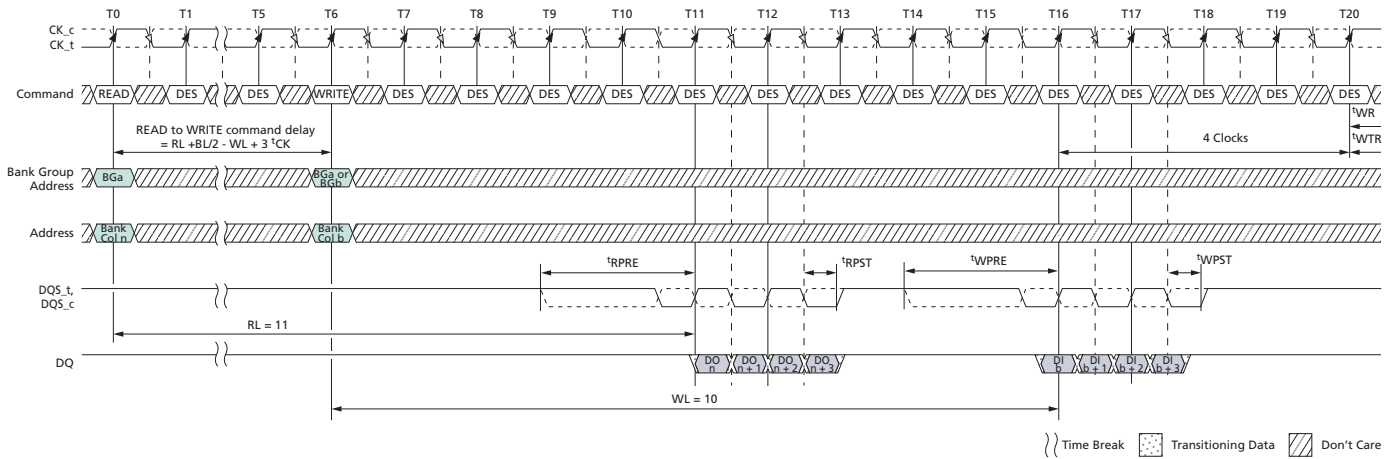 T0 T1 T5 T6 T7 T8 T9 T10 T11 T12 T13 T14 T15 T16 T17 T18 T19 T20
CK_c
CK_t
Command READ DES DES WRITE DES DES DES DES DES DES DES DES DES DES DES DES DES DES
READ to WRITE command delay
= RL +BL/2 - WL + 3 tCK
4 Clocks
tWR
tWTR
Bank Group
Address
BGa
BGa or
BGb
Address
Bank
Col n
Bank
Col b
tRPRE tRPST tWPRE tWPST
DQS_t,
DQS_c
RL = 11
DQ
DO
n
DO
n + 1
DO
n + 2
DO
n + 3
DI
b
DI
b + 1
DI
b + 2
DI
b + 3
WL = 10
Time Break Transitioning Data Don't Care